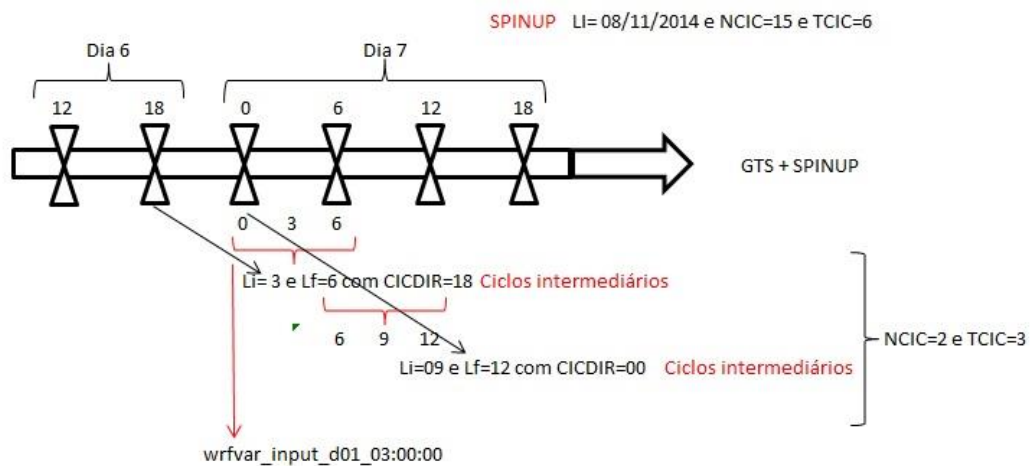 SPINUP LI= 08/11/2014 e NCIC=15 e TCIC=6
Dia 6 Dia 7
12 18 0 6 12 18
GTS + SPINUP
0 3 6
Li= 3 e Lf=6 com CICDIR=18 Ciclos intermediários
6 9 12
NCIC=2 e TCIC=3
Li=09 e Lf=12 com CICDIR=00 Ciclos intermediários
wrfvar_input_d01_03:00:00